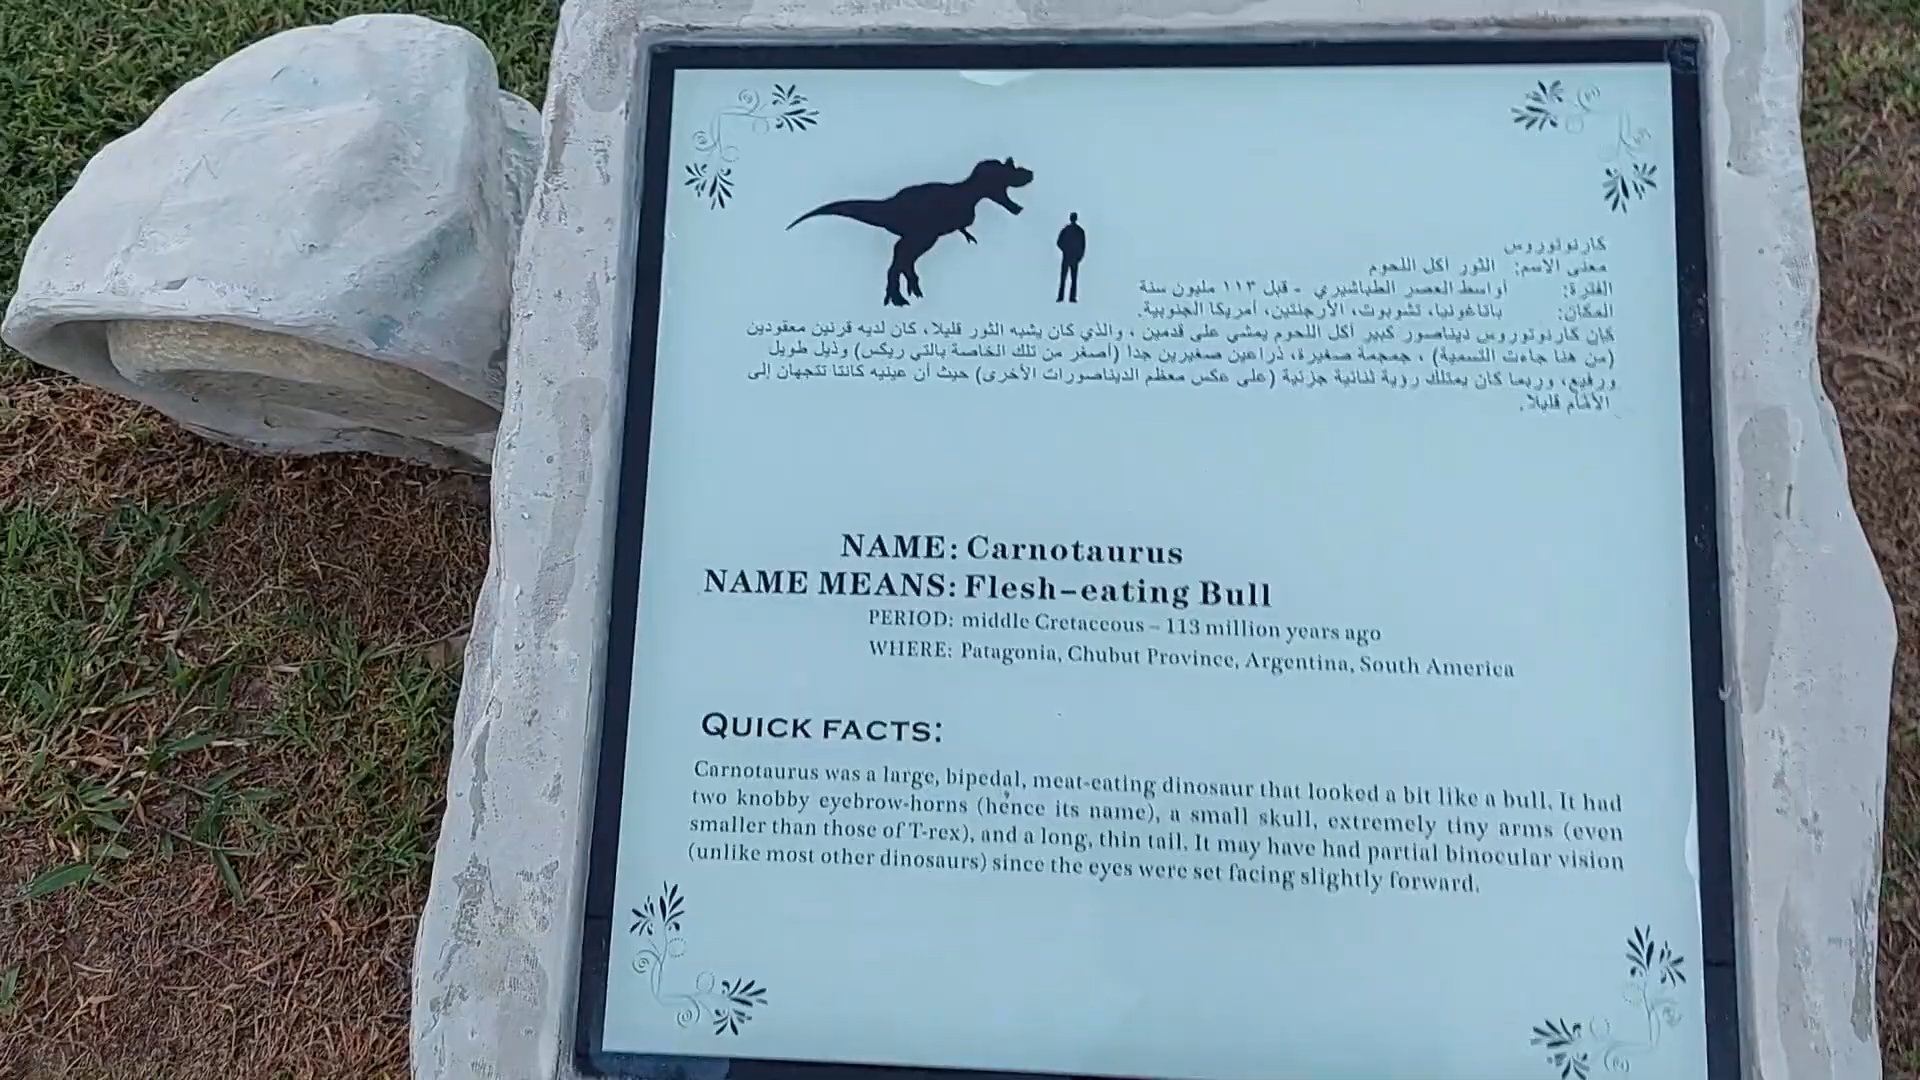 كارنوتوروس
معنى الاسم: الثور آكل اللحوم
الفترة: أواسط العصر الطباشيري - قبل ١١٣ مليون سنة
المكان: باتاغونيا، تشوبوت، الأرجنتين، أمريكا الجنوبية.
كان كارنوتوروس ديناصور كبير آكل اللحوم يمشي على قدمين ، والذي كان يشبه الثور قليلا، كان لديه قرنين معقودين
(من هنا جاءت التسمية) ، جمجمة صغيرة، ذراعين صغيرين جدا (أصغر من تلك الخاصة بالتي ريكس) وذيل طويل
ورفيع، وربما كان يمتلك رؤية ثنائية جزئية (على عكس معظم الديناصورات الأخرى) حيث أن عينيه كانتا تتجهان إلى
الأمام قليلا.
NAME: Carnotaurus
NAME MEANS: Flesh-eating Bull
PERIOD: middle Cretaceous – 113 million years ago
WHERE: Patagonia, Chubut Province, Argentina, South America
QUICK FACTS:
Carnotaurus was a large, bipedal, meat-eating dinosaur that looked a bit like a bull. It had
two knobby eyebrow-horns (hence its name), a small skull, extremely tiny arms (even
smaller than those of T-rex), and a long, thin tail. It may have had partial binocular vision
(unlike most other dinosaurs) since the eyes were set facing slightly forward.